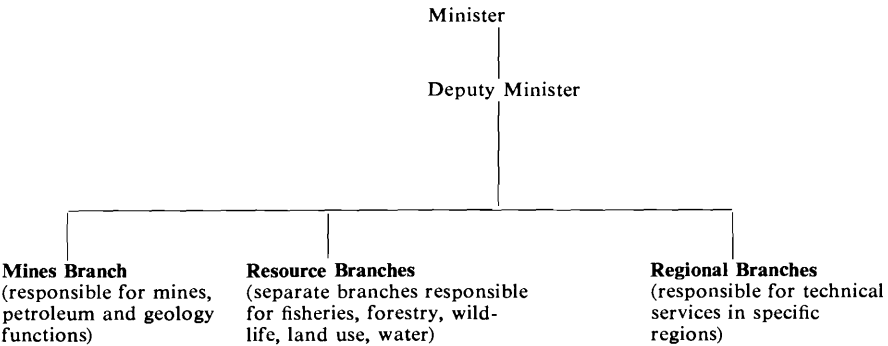 Minister
Deputy Minister
Mines Branch
(responsible for mines,
petroleum and geology
functions)
Resource Branches
(separate branches responsible
for fisheries, forestry, wild-
life, land use, water)
Regional Branches
(responsible for technical
services in specific
regions)